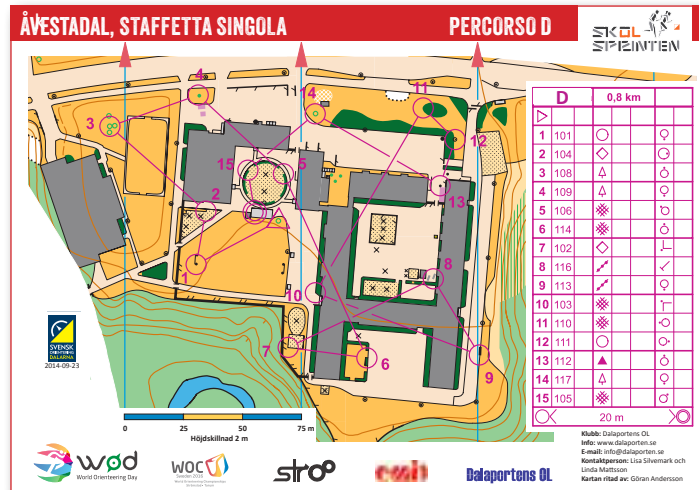 ÅVESTADAL, STAFFETTA SINGOLA
PERCORSO D
SKOL
SPRINTEN
D 0,8 km
1 101
2 104
3 108
4 109
5 106
6 114
7 102
8 116
9 113
10 103
11 110
12 111
13 112
14 117
15 105
20 m
4
14
11
3
12
15
5
2
13
1
8
10
7
6
9
SVENSK
ORIENTERING
DALARNA
2014-09-23
0 25 50 75 m
Höjdskillnad 2 m
wød
World Orienteering Day
WOC
Dalaportens OL
Klubb: Dalaportens OL
Info: www.dalaporten.se
E-mail: info@dalaporten.se
Kontaktperson: Lisa Silvemark och
Linda Mattsson
Kartan ritad av: Göran Andersson